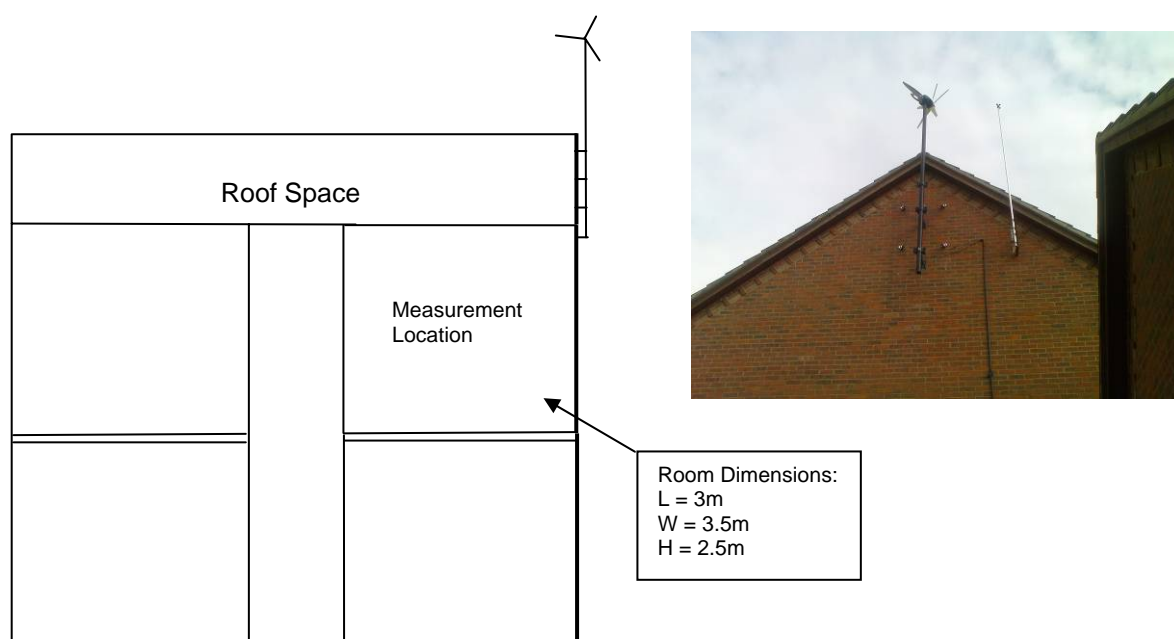 Roof Space
Measurement
Location
Room Dimensions:
L = 3m
W = 3.5m
H = 2.5m